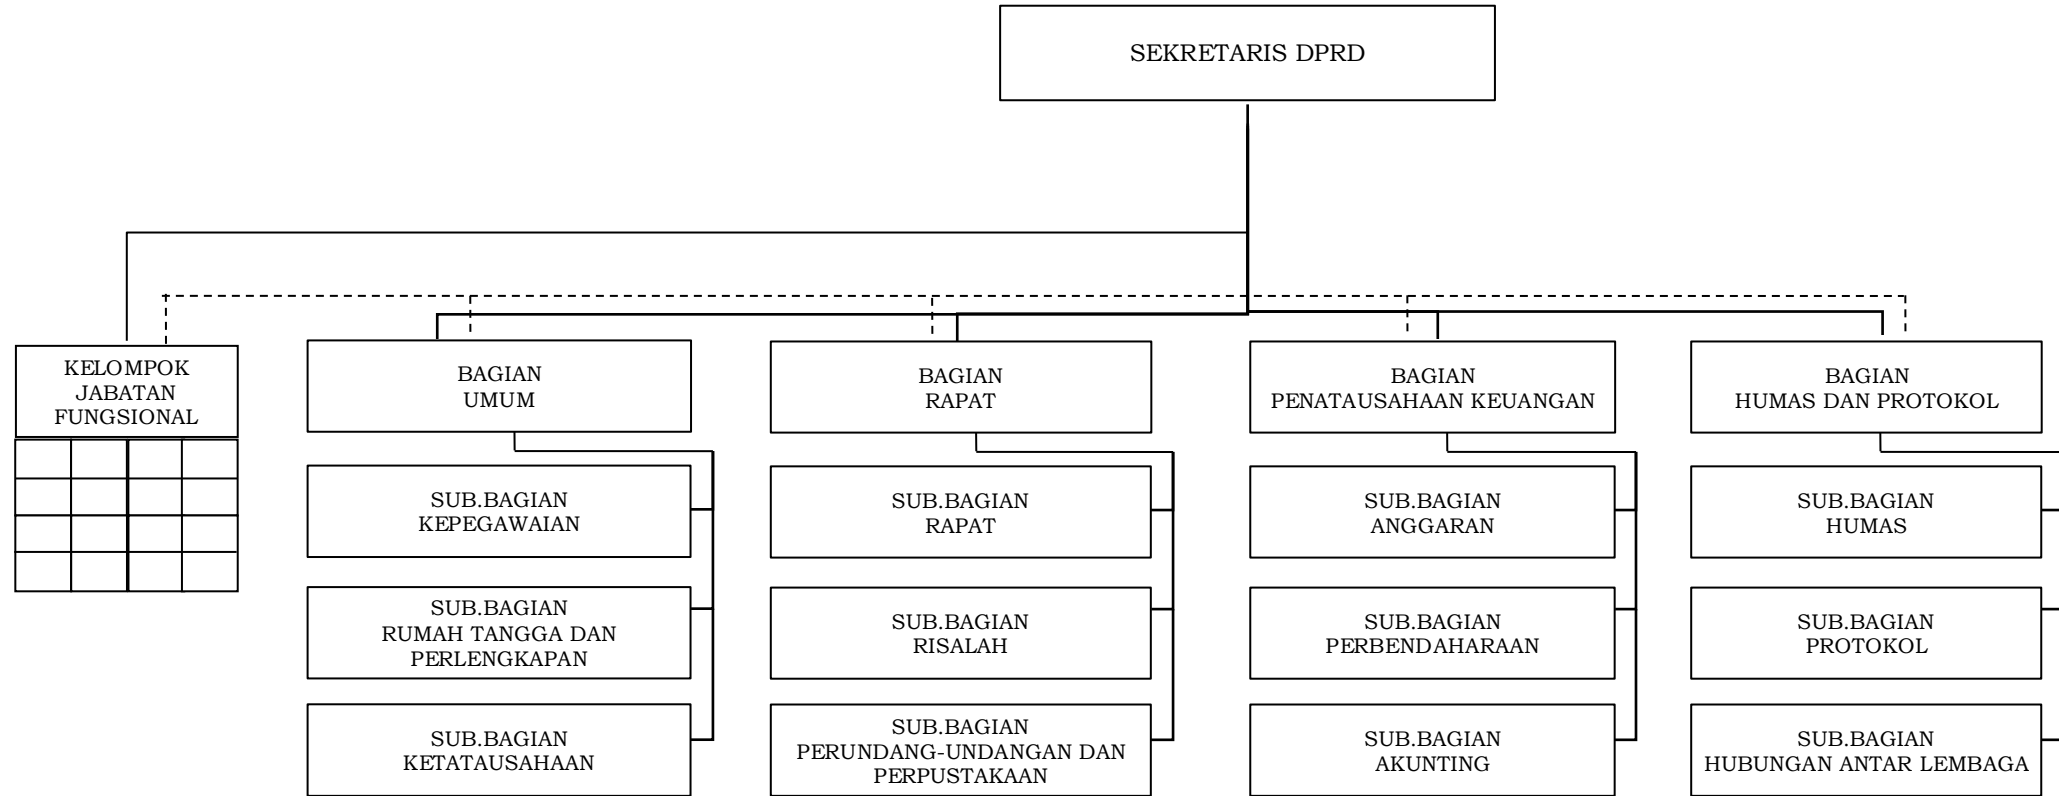 SEKRETARIS DPRD
KELOMPOK
JABATAN
FUNGSIONAL
BAGIAN
UMUM
BAGIAN
RAPAT
BAGIAN
PENATAUSAHAAN KEUANGAN
BAGIAN
HUMAS DAN PROTOKOL
SUB.BAGIAN
KEPEGAWAIAN
SUB.BAGIAN
RAPAT
SUB.BAGIAN
ANGGARAN
SUB.BAGIAN
HUMAS
SUB.BAGIAN
RUMAH TANGGA DAN
PERLENGKAPAN
SUB.BAGIAN
RISALAH
SUB.BAGIAN
PERBENDAHARAAN
SUB.BAGIAN
PROTOKOL
SUB.BAGIAN
KETATAUSAHAAN
SUB.BAGIAN
PERUNDANG-UNDANGAN DAN
PERPUSTAKAAN
SUB.BAGIAN
AKUNTING
SUB.BAGIAN
HUBUNGAN ANTAR LEMBAGA